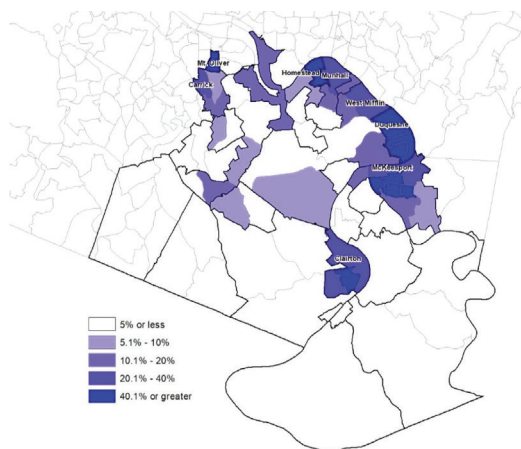 Mt. Oliver
Carrick
Homestead
Munhall
West Mifflin
Duquesne
McKeesport
Clairton
5% or less
5.1% - 10%
10.1% - 20%
20.1% - 40%
40.1% or greater